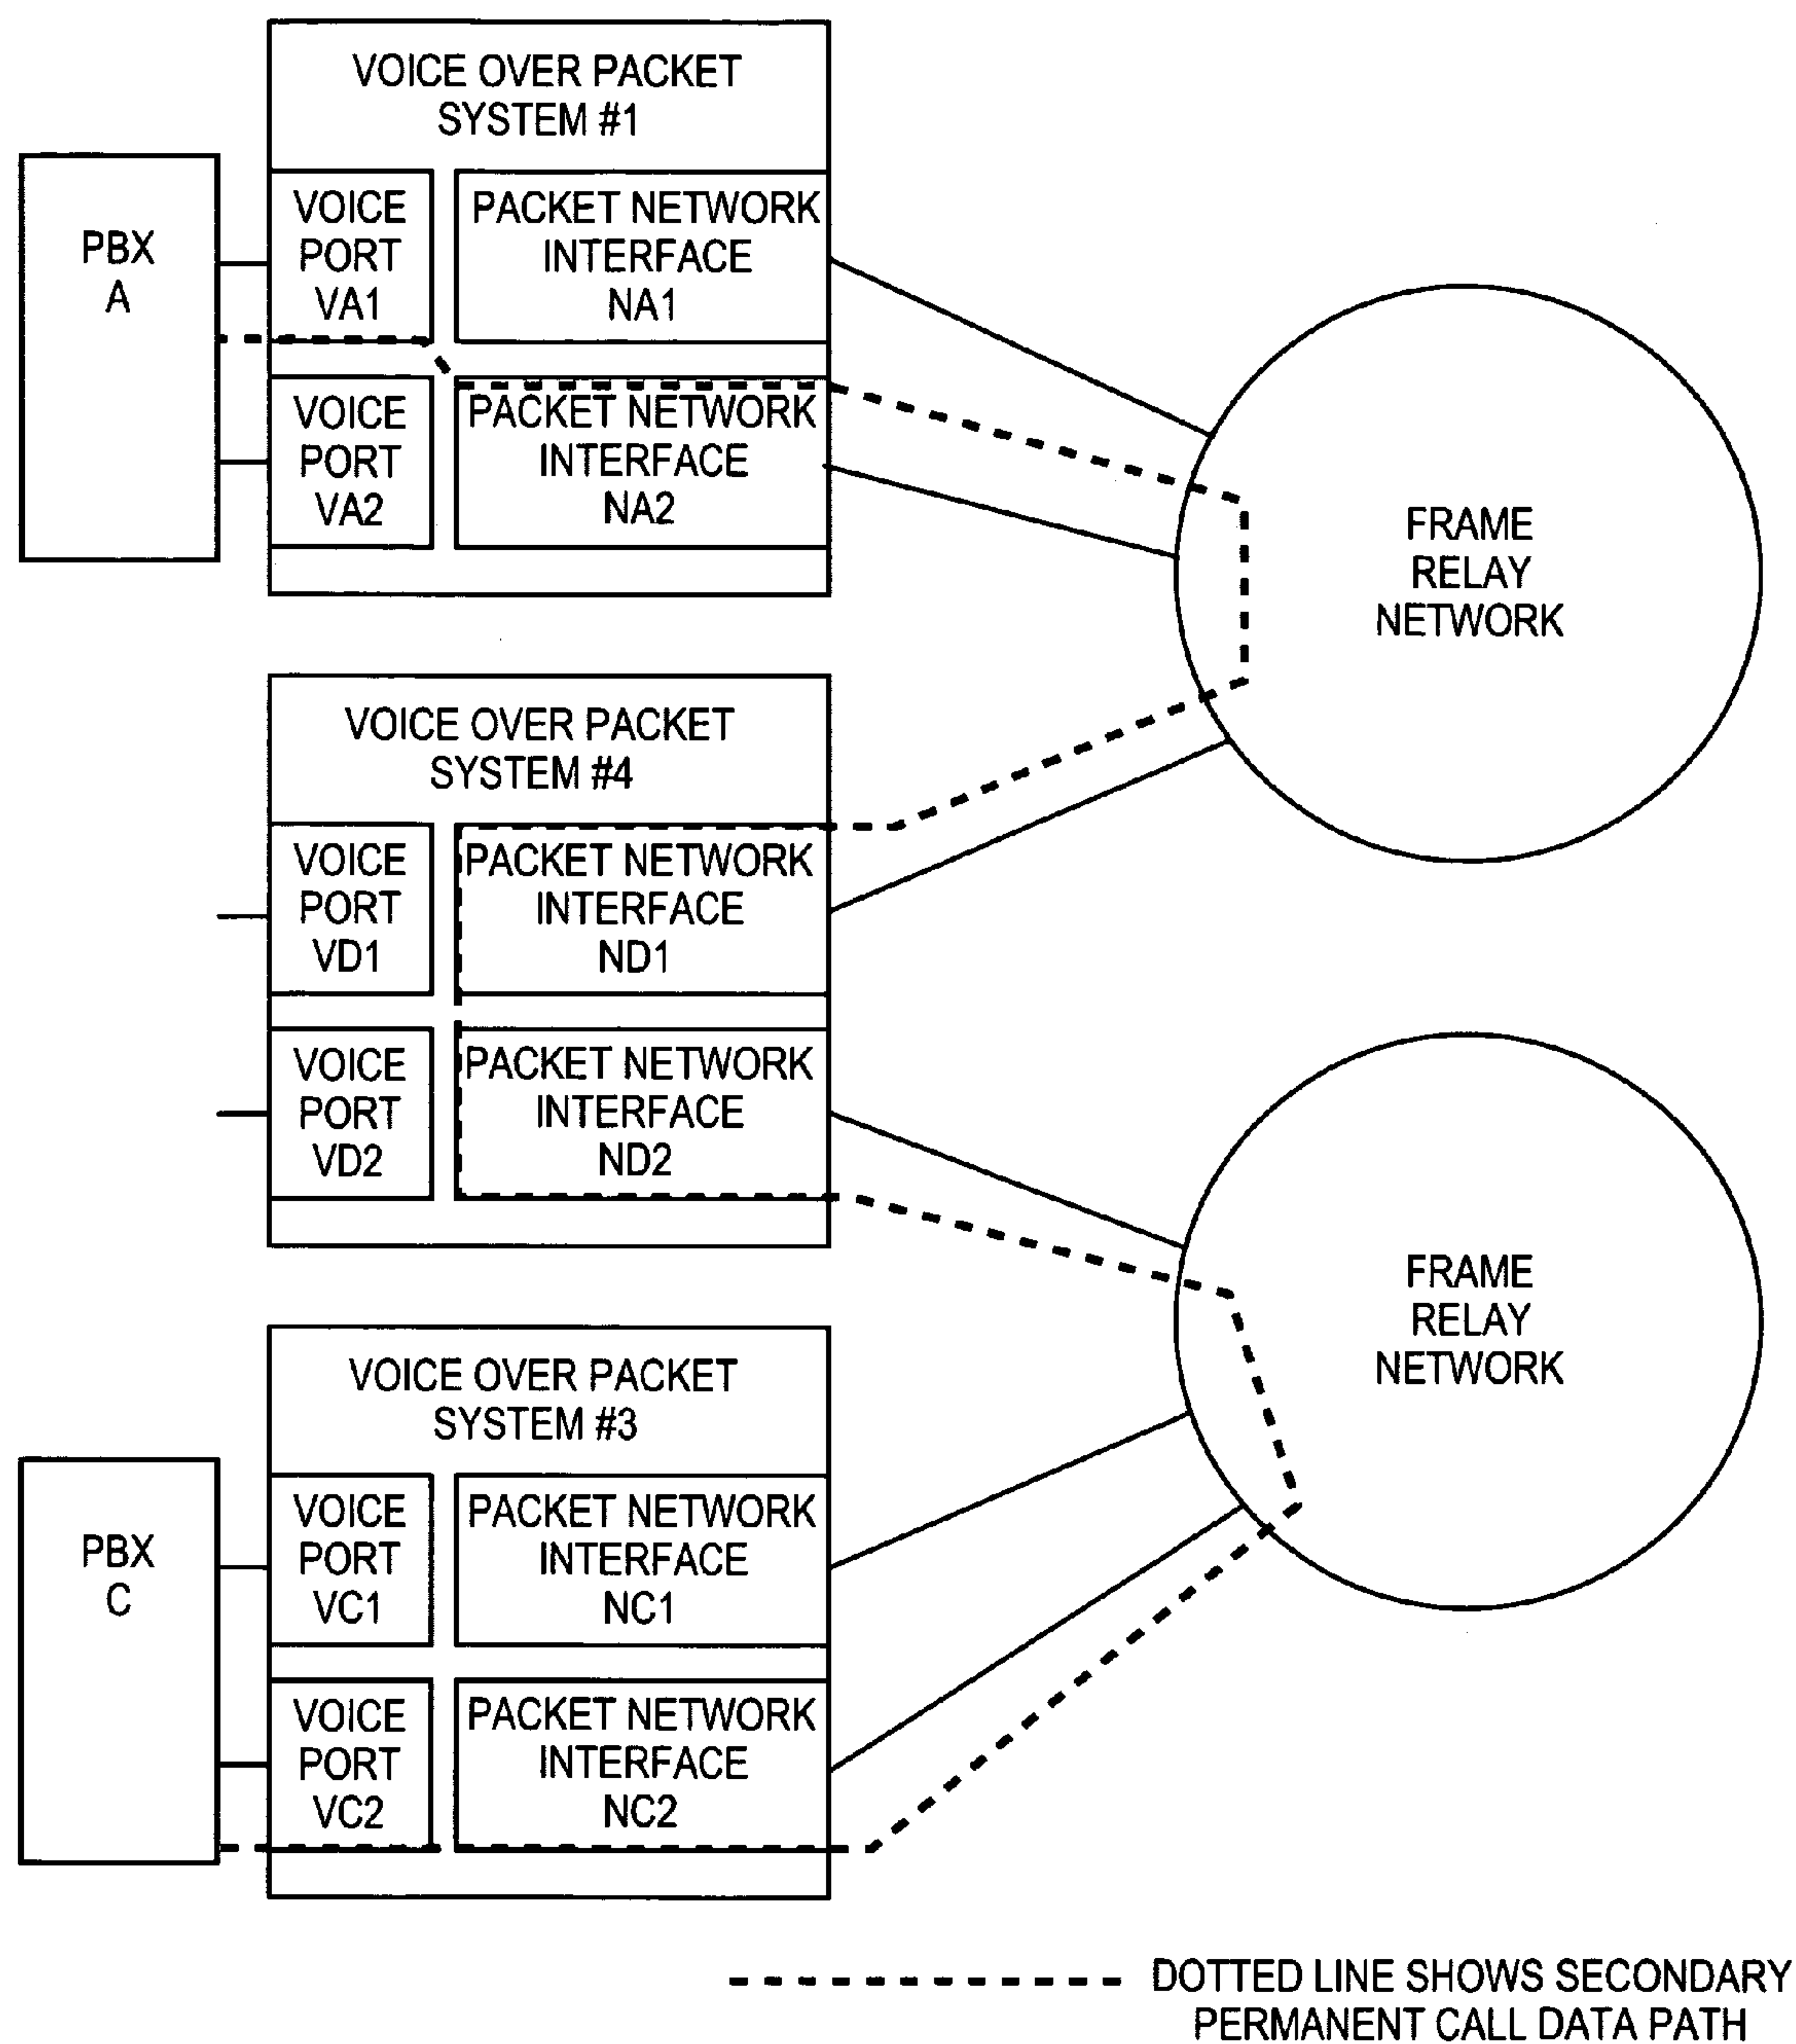 VOICE OVER PACKET
SYSTEM #1
PBX
A
VOICE
PORT
VA1
PACKET NETWORK
INTERFACE
NA1
VOICE
PORT
VA2
PACKET NETWORK
INTERFACE
NA2
FRAME
RELAY
NETWORK
VOICE OVER PACKET
SYSTEM #4
VOICE
PORT
VD1
PACKET NETWORK
INTERFACE
ND1
VOICE
PORT
VD2
PACKET NETWORK
INTERFACE
ND2
FRAME
RELAY
NETWORK
VOICE OVER PACKET
SYSTEM #3
PBX
C
VOICE
PORT
VC1
PACKET NETWORK
INTERFACE
NC1
VOICE
PORT
VC2
PACKET NETWORK
INTERFACE
NC2
DOTTED LINE SHOWS SECONDARY
PERMANENT CALL DATA PATH